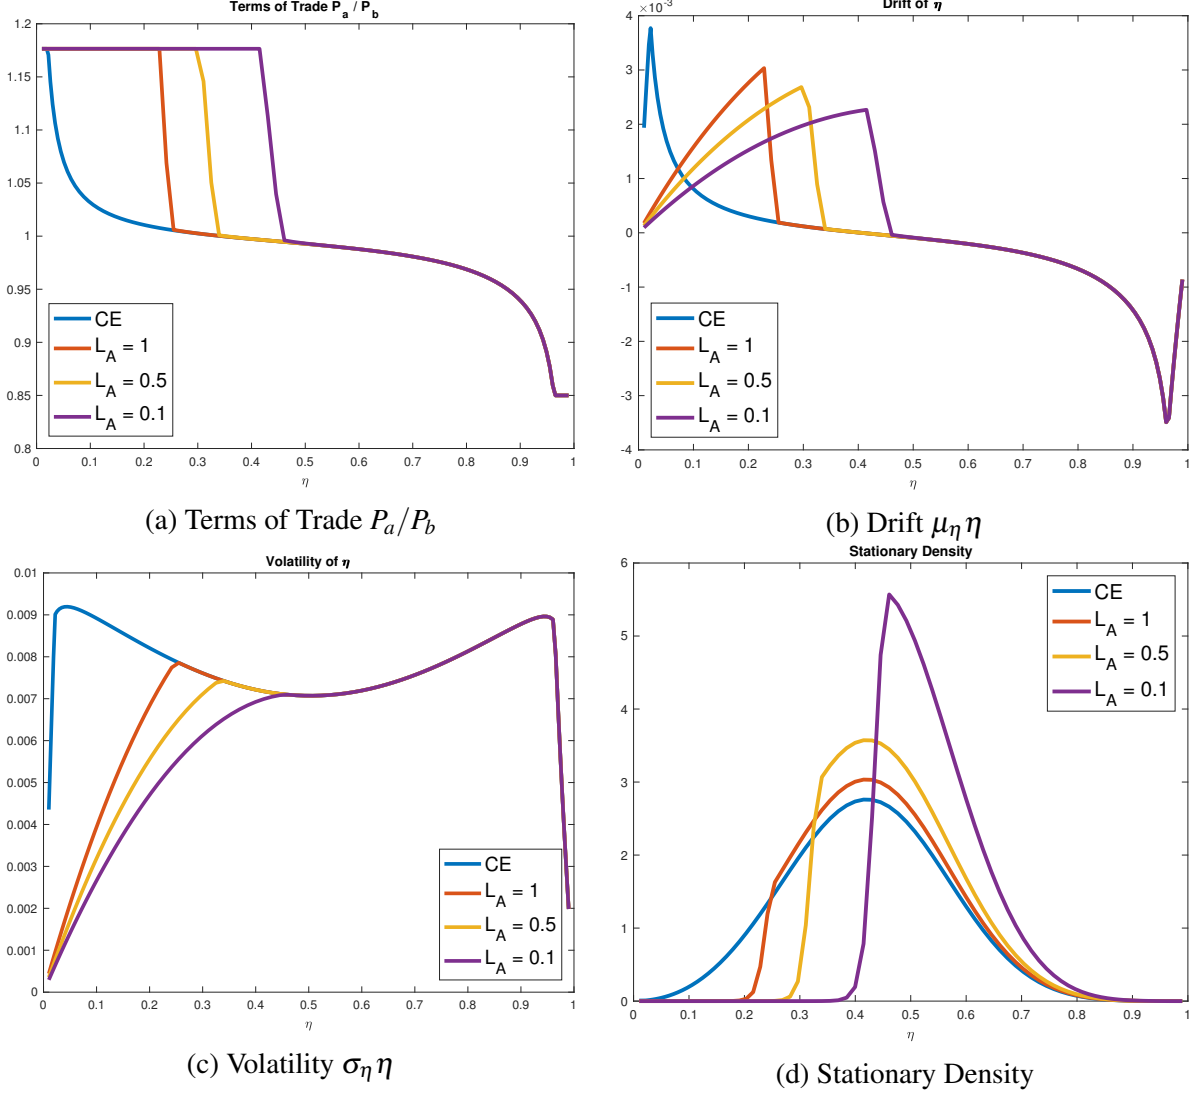 Terms of Trade P_a / P_b
1.2
1.15
1.1
1.05
1
0.95
0.9
0.85
0.8
0 0.1 0.2 0.3 0.4 0.5 0.6 0.7 0.8 0.9 1
η
CE
L_A = 1
L_A = 0.5
L_A = 0.1
(a) Terms of Trade P_a/P_b
Drift of η
×10^-3
4
3
2
1
0
-1
-2
-3
-4
0 0.1 0.2 0.3 0.4 0.5 0.6 0.7 0.8 0.9 1
η
CE
L_A = 1
L_A = 0.5
L_A = 0.1
(b) Drift μ_η η
Volatility of η
0.01
0.009
0.008
0.007
0.006
0.005
0.004
0.003
0.002
0.001
0
0 0.1 0.2 0.3 0.4 0.5 0.6 0.7 0.8 0.9 1
η
CE
L_A = 1
L_A = 0.5
L_A = 0.1
(c) Volatility σ_η η
Stationary Density
6
5
4
3
2
1
0
0 0.1 0.2 0.3 0.4 0.5 0.6 0.7 0.8 0.9 1
η
CE
L_A = 1
L_A = 0.5
L_A = 0.1
(d) Stationary Density